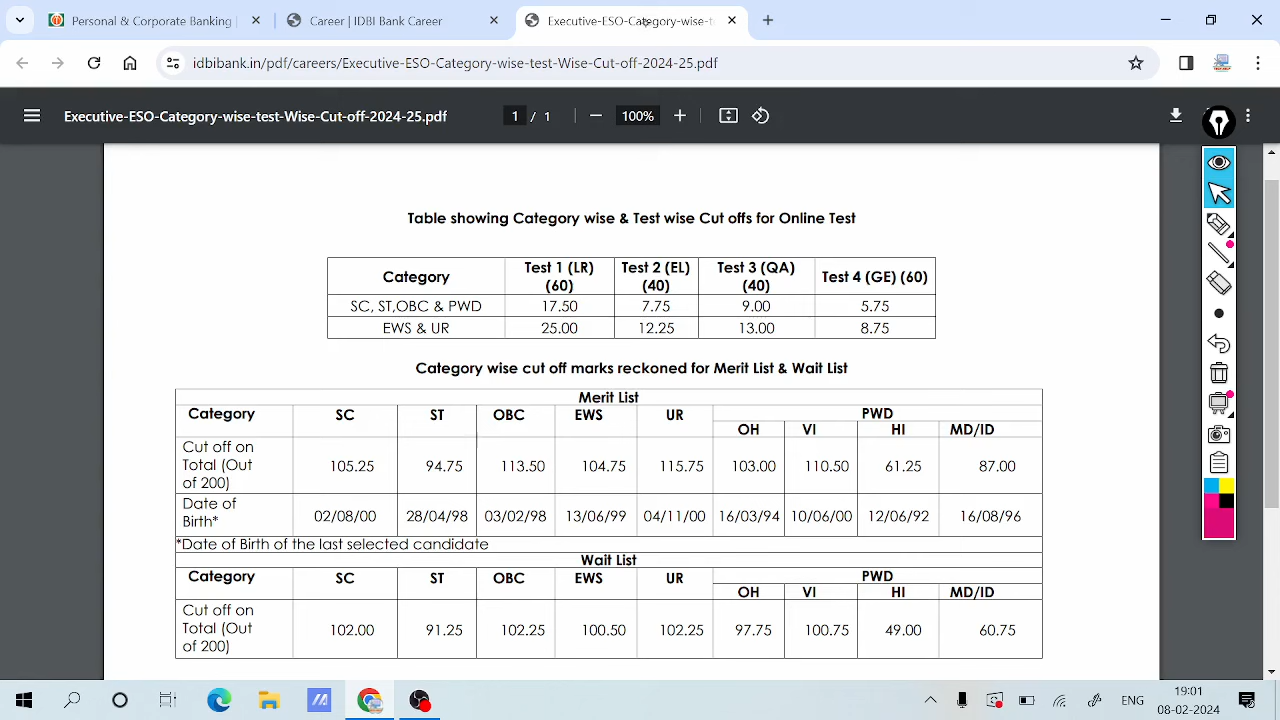 Personal & Corporate Banking |
Career | IDBI Bank Career
Executive-ESO-Category-wise-t
idbibank.in/pdf/careers/Executive-ESO-Category-wise-test-Wise-Cut-off-2024-25.pdf
Executive-ESO-Category-wise-test-Wise-Cut-off-2024-25.pdf
1 / 1
100%
Table showing Category wise & Test wise Cut offs for Online Test
Category Test 1 (LR) (60) Test 2 (EL) (40) Test 3 (QA) (40) Test 4 (GE) (60)
SC, ST,OBC & PWD 17.50 7.75 9.00 5.75
EWS & UR 25.00 12.25 13.00 8.75
Category wise cut off marks reckoned for Merit List & Wait List
Merit List
Category SC ST OBC EWS UR PWD
OH VI HI MD/ID
Cut off on Total (Out of 200) 105.25 94.75 113.50 104.75 115.75 103.00 110.50 61.25 87.00
Date of Birth* 02/08/00 28/04/98 03/02/98 13/06/99 04/11/00 16/03/94 10/06/00 12/06/92 16/08/96
*Date of Birth of the last selected candidate
Wait List
Category SC ST OBC EWS UR PWD
OH VI HI MD/ID
Cut off on Total (Out of 200) 102.00 91.25 102.25 100.50 102.25 97.75 100.75 49.00 60.75
ENG
19:01
08-02-2024